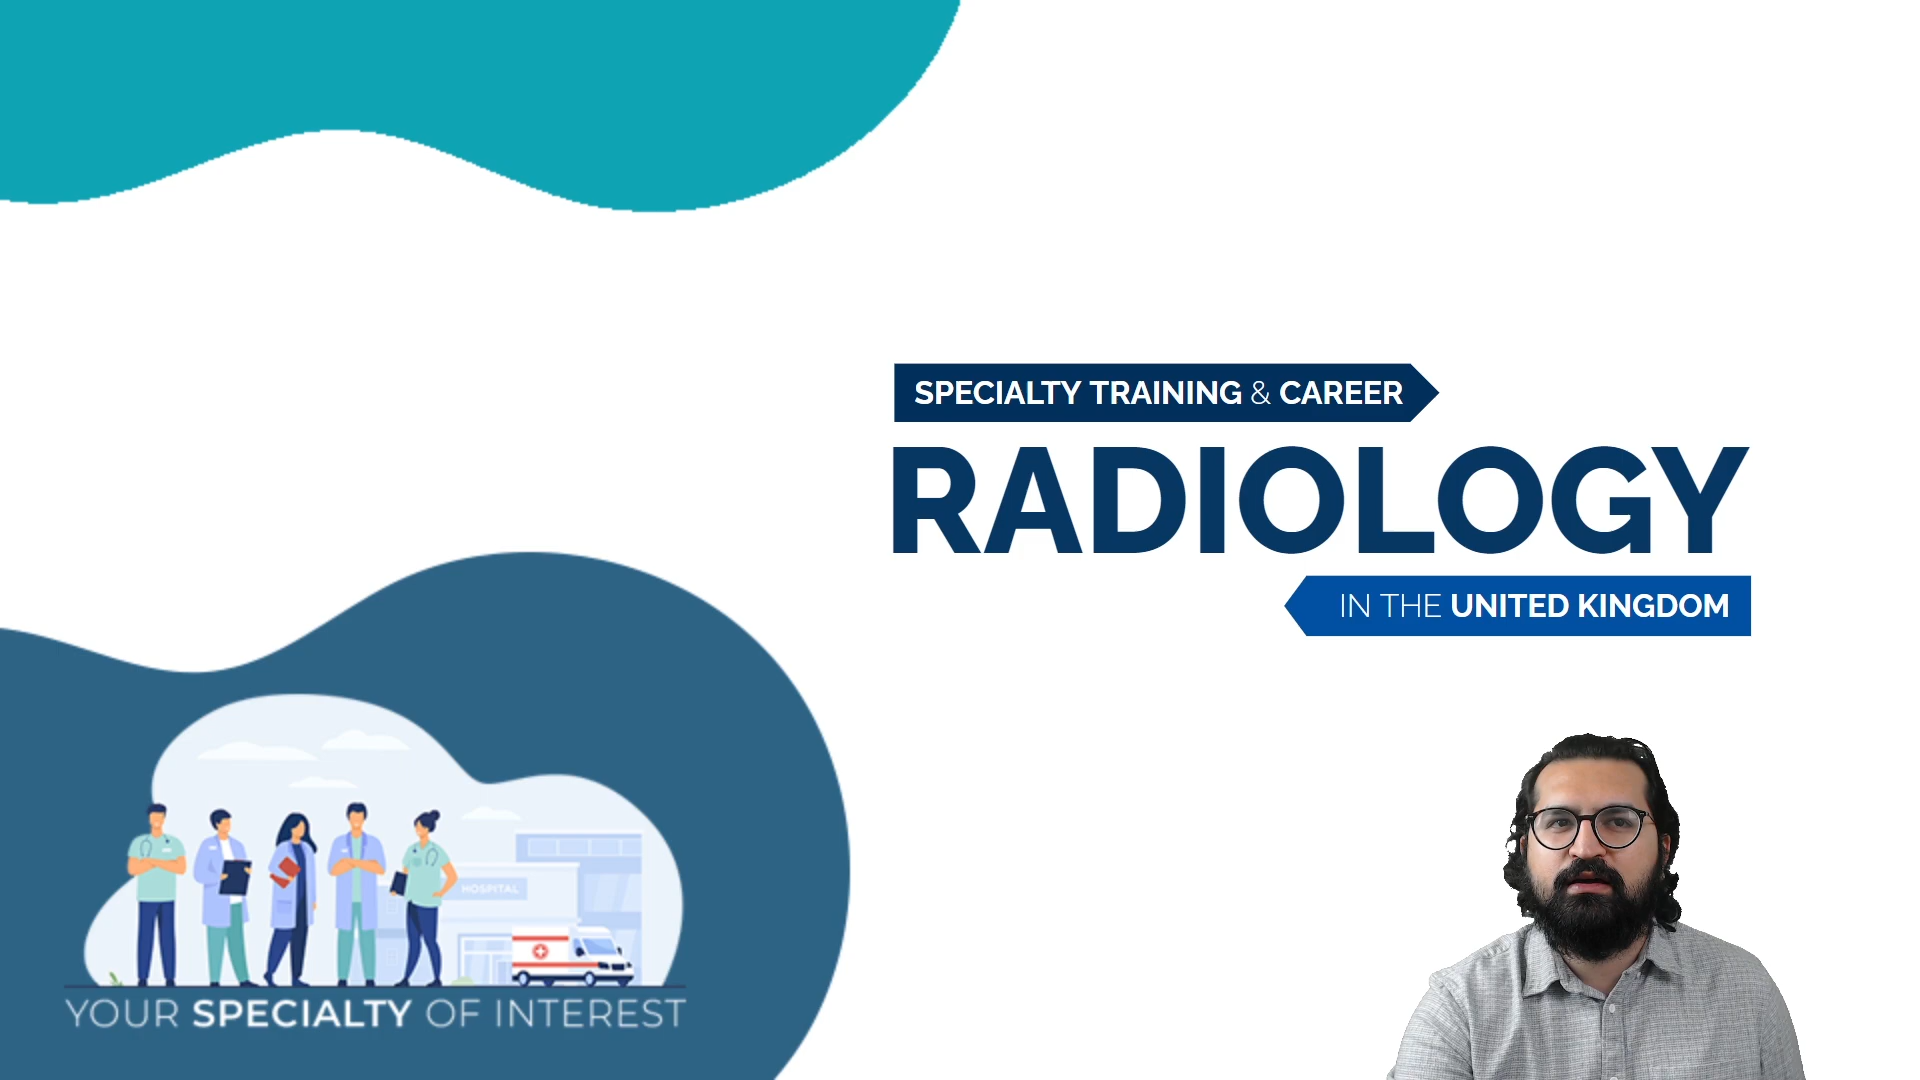 SPECIALTY TRAINING & CAREER
RADIOLOGY
IN THE UNITED KINGDOM
HOSPITAL
YOUR SPECIALTY OF INTEREST